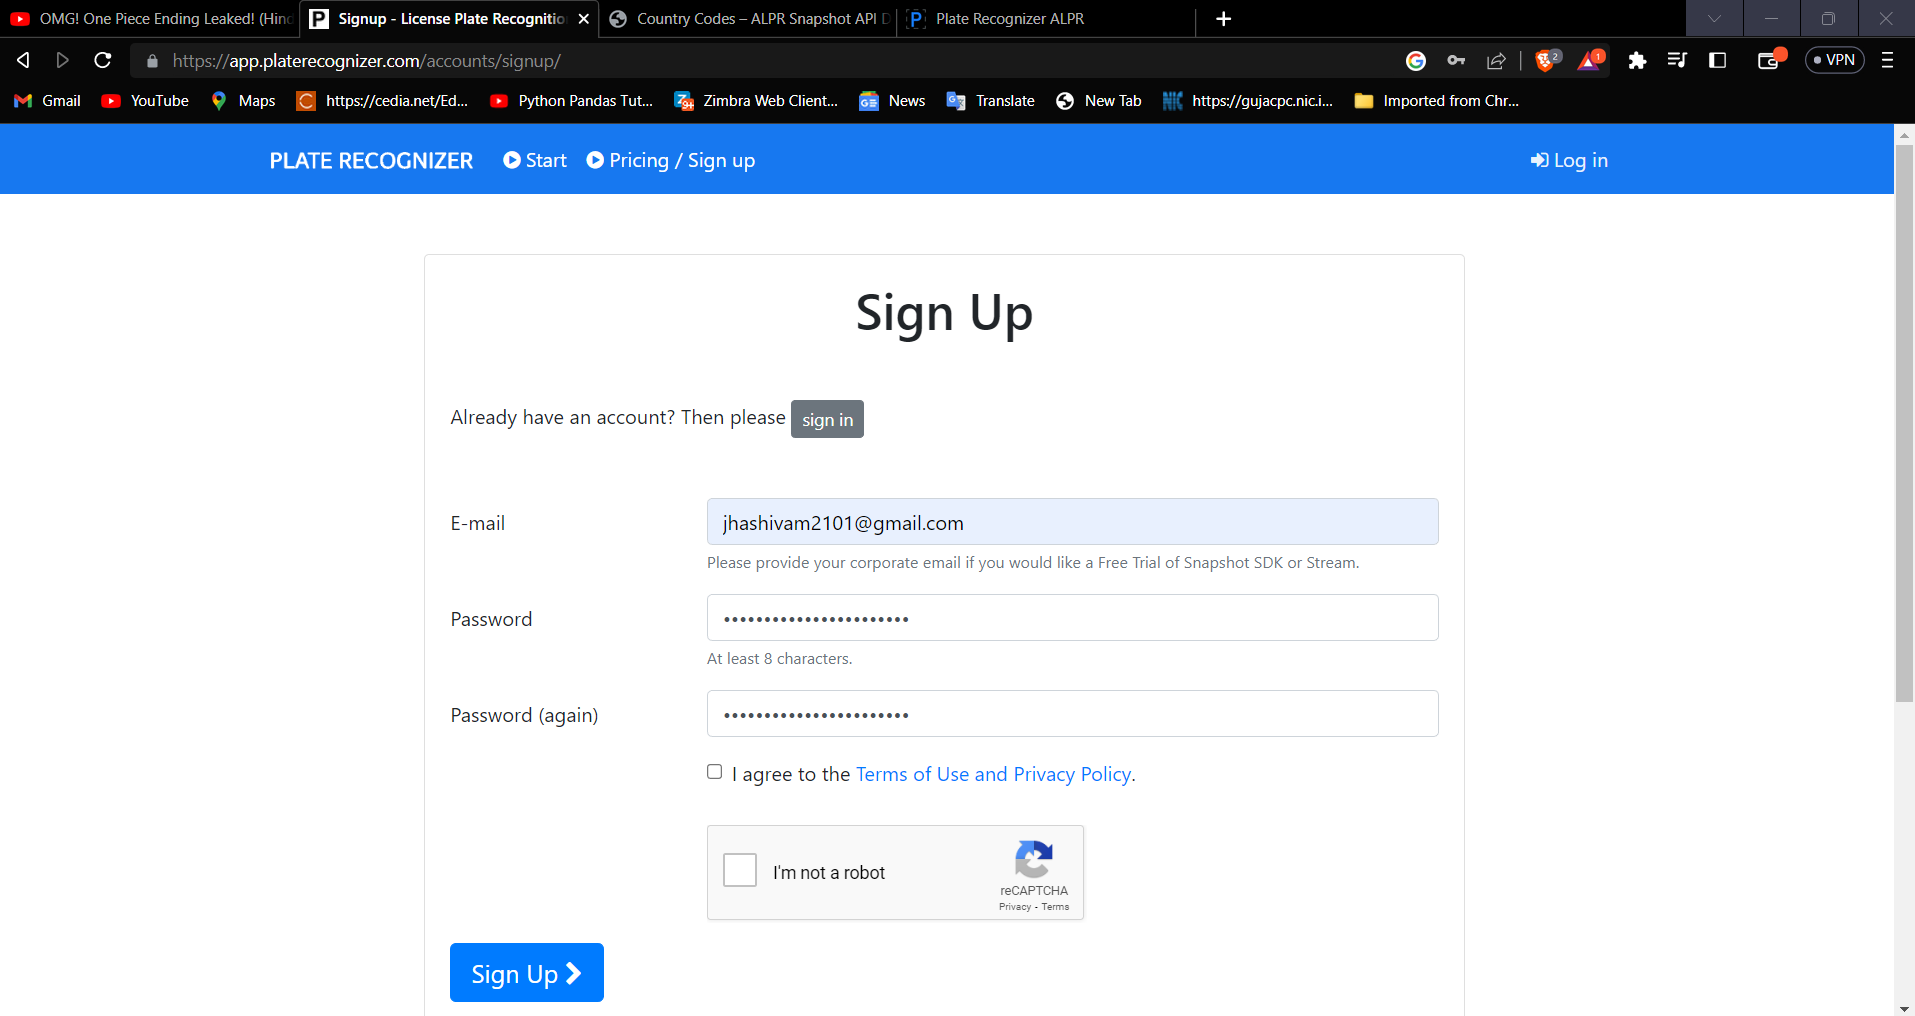 OMG! One Piece Ending Leaked! (Hind
Signup - License Plate Recognitio
Country Codes – ALPR Snapshot API D
Plate Recognizer ALPR
https://app.platerecognizer.com/accounts/signup/
2
1
VPN
Gmail
YouTube
Maps
https://cedia.net/Ed...
Python Pandas Tut...
Zimbra Web Client...
News
Translate
New Tab
https://gujacpc.nic.i...
Imported from Chr...
PLATE RECOGNIZER
Start
Pricing / Sign up
Log in
Sign Up
Already have an account? Then please sign in
E-mail
jhashivam2101@gmail.com
Please provide your corporate email if you would like a Free Trial of Snapshot SDK or Stream.
Password
•••••••••••••••••••••••
At least 8 characters.
Password (again)
•••••••••••••••••••••••
I agree to the Terms of Use and Privacy Policy.
I'm not a robot
reCAPTCHA
Privacy - Terms
Sign Up